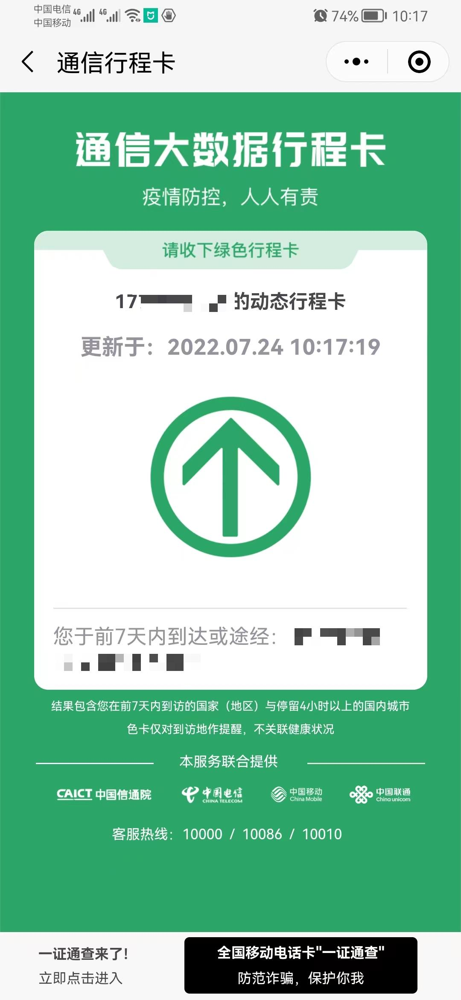 中国电信
中国移动
4G 4G 74% 10:17
通信行程卡
通信大数据行程卡
疫情防控，人人有责
请收下绿色行程卡
17 的动态行程卡
更新于：2022.07.24 10:17:19
您于前7天内到达或途经：
结果包含您在前7天内到访的国家（地区）与停留4小时以上的国内城市
色卡仅对到访地作提醒，不关联健康状况
本服务联合提供
CAICT 中国信通院 中国电信 CHINA TELECOM 中国移动 China Mobile 中国联通 China unicom
客服热线：10000 / 10086 / 10010
一证通查来了！
立即点击进入
全国移动电话卡"一证通查"
防范诈骗，保护你我